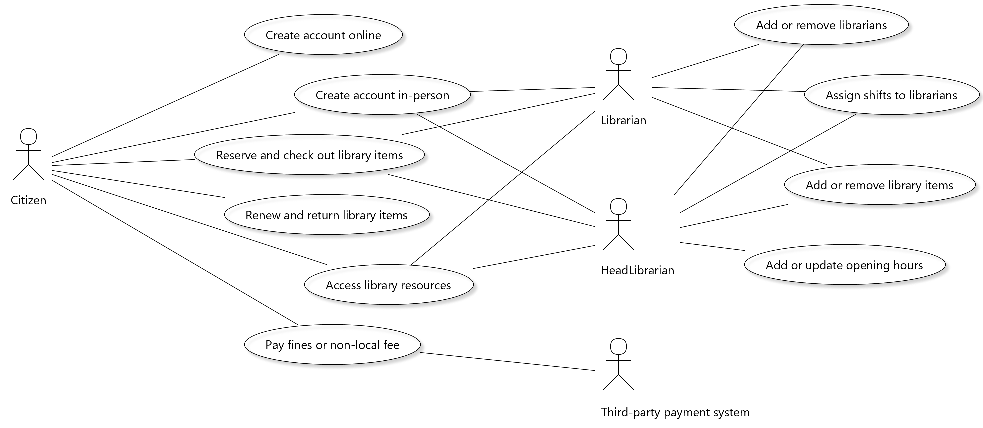 Create account online
Add or remove librarians
Create account in-person
Assign shifts to librarians
Librarian
Reserve and check out library items
Add or remove library items
Citizen
Renew and return library items
HeadLibrarian
Add or update opening hours
Access library resources
Pay fines or non-local fee
Third-party payment system